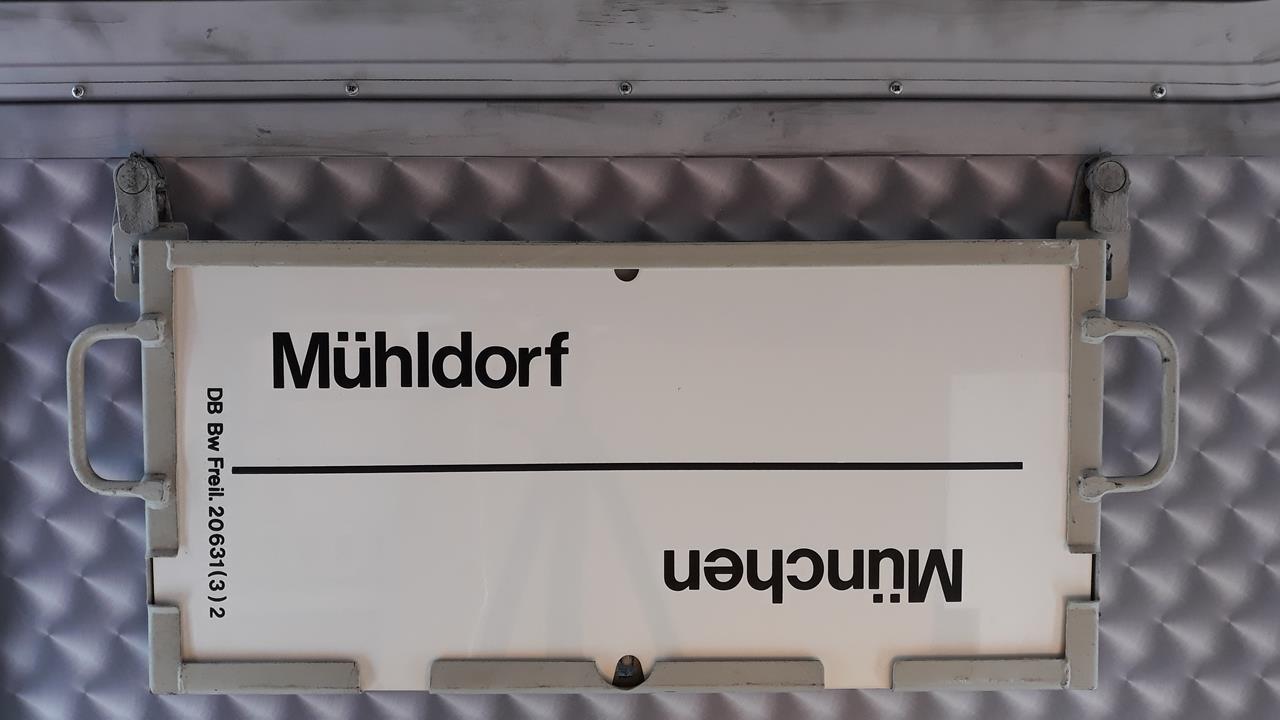 Mühldorf
München
DB Bw Freil. 20631(3)2